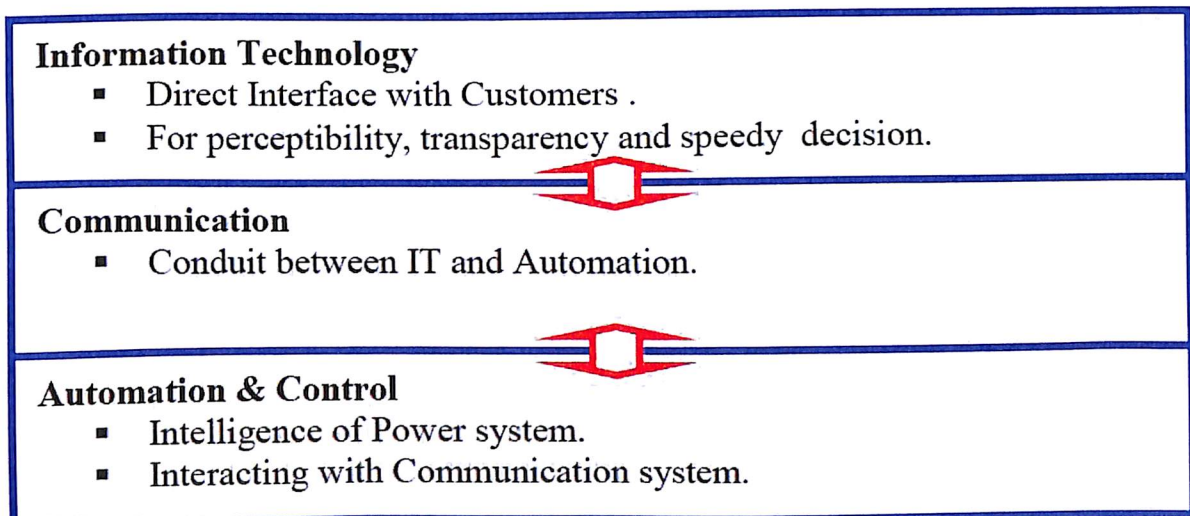 Information Technology
▪ Direct Interface with Customers .
▪ For perceptibility, transparency and speedy decision.
Communication
▪ Conduit between IT and Automation.
Automation & Control
▪ Intelligence of Power system.
▪ Interacting with Communication system.